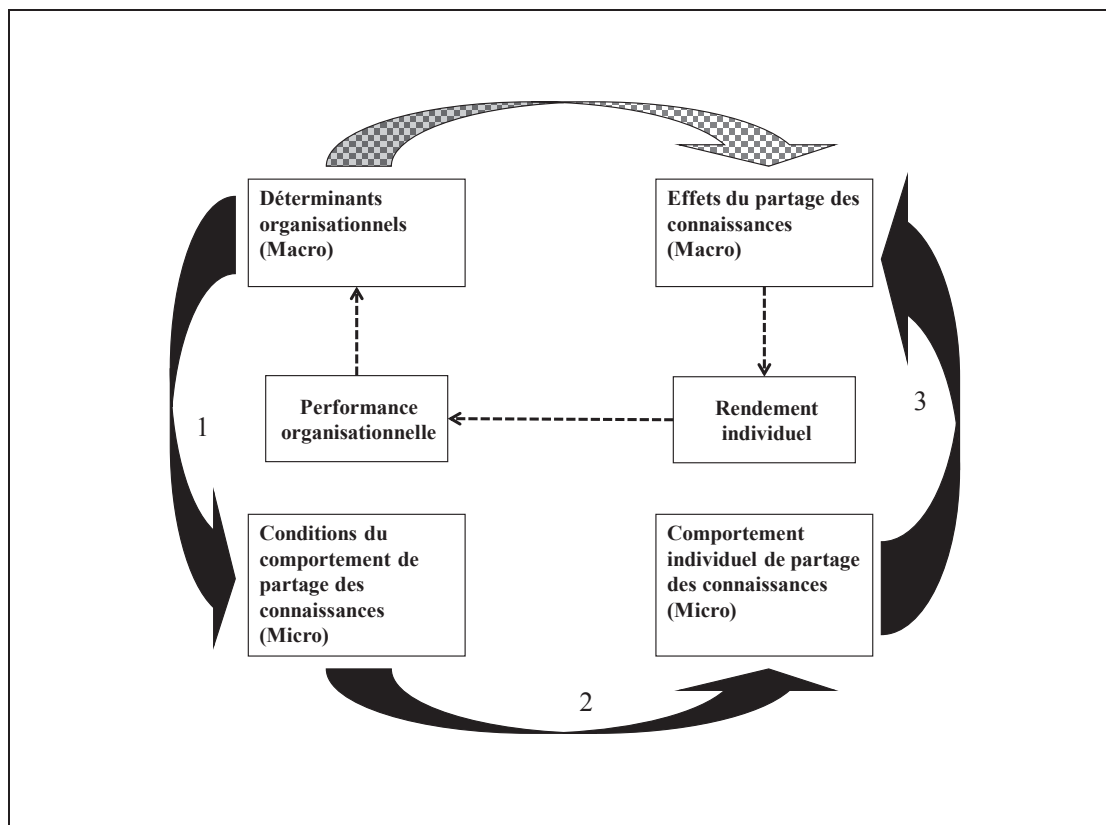 Déterminants
organisationnels
(Macro)
Effets du partage des
connaissances
(Macro)
Performance
organisationnelle
Rendement
individuel
1
3
Conditions du
comportement de
partage des
connaissances
(Micro)
Comportement
individuel de partage
des connaissances
(Micro)
2